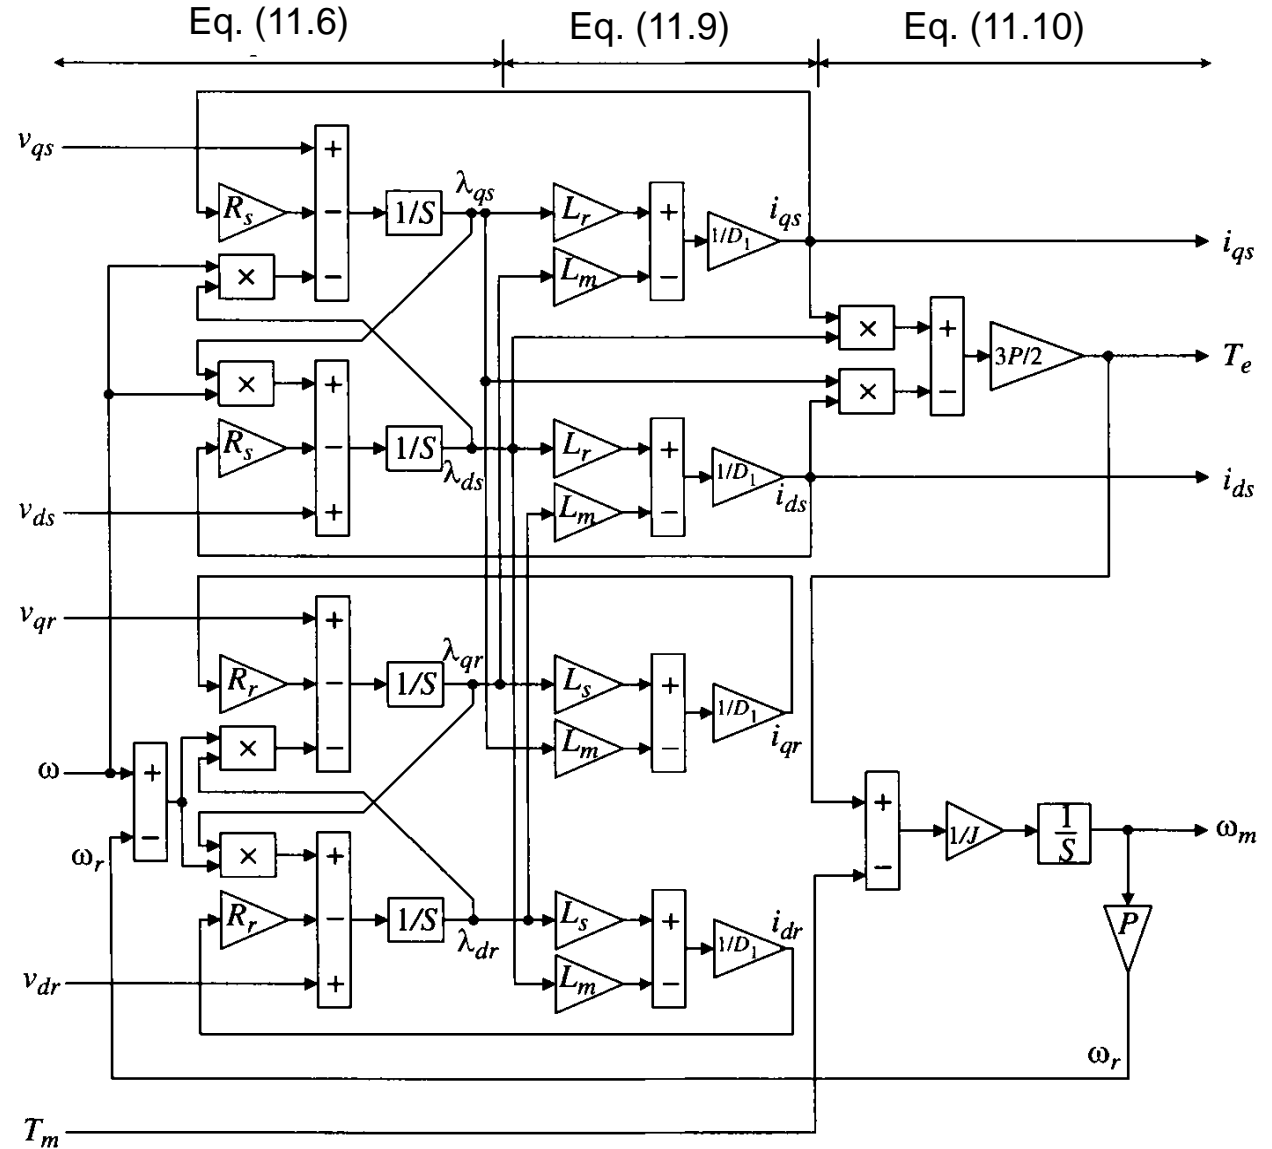 Eq. (11.6) Eq. (11.9) Eq. (11.10)
v_qs + R_s − 1/S λ_qs L_r + 1/D_1 i_qs i_qs
× − L_m −
× + 3P/2 T_e
× + × −
R_s − 1/S λ_ds L_r + 1/D_1 i_ds i_ds
v_ds + L_m −
v_qr +
R_r − 1/S λ_qr L_s + 1/D_1 i_qr
× − L_m −
ω + + 1/J 1/S ω_m
ω_r − −
× +
R_r − 1/S λ_dr L_s + 1/D_1 i_dr P
v_dr + L_m −
ω_r
T_m